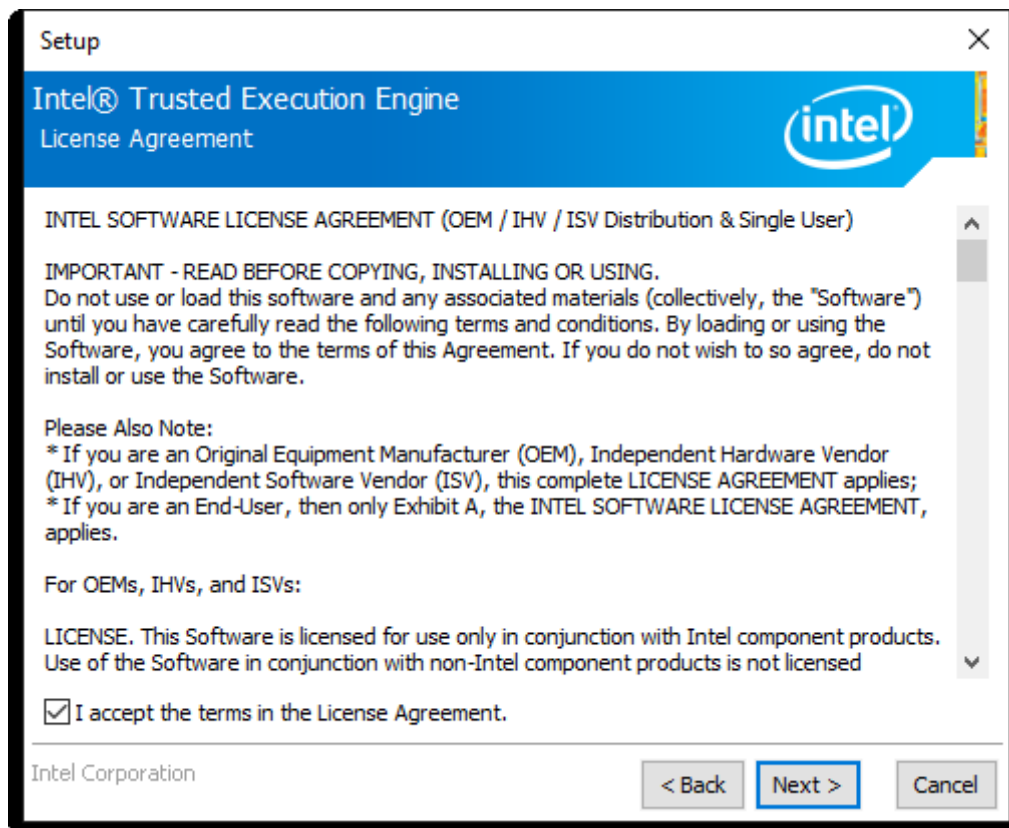 Setup
Intel® Trusted Execution Engine
License Agreement
intel
INTEL SOFTWARE LICENSE AGREEMENT (OEM / IHV / ISV Distribution & Single User)
IMPORTANT - READ BEFORE COPYING, INSTALLING OR USING.
Do not use or load this software and any associated materials (collectively, the "Software")
until you have carefully read the following terms and conditions. By loading or using the
Software, you agree to the terms of this Agreement. If you do not wish to so agree, do not
install or use the Software.
Please Also Note:
* If you are an Original Equipment Manufacturer (OEM), Independent Hardware Vendor
(IHV), or Independent Software Vendor (ISV), this complete LICENSE AGREEMENT applies;
* If you are an End-User, then only Exhibit A, the INTEL SOFTWARE LICENSE AGREEMENT,
applies.
For OEMs, IHVs, and ISVs:
LICENSE. This Software is licensed for use only in conjunction with Intel component products.
Use of the Software in conjunction with non-Intel component products is not licensed
I accept the terms in the License Agreement.
Intel Corporation
< Back Next > Cancel